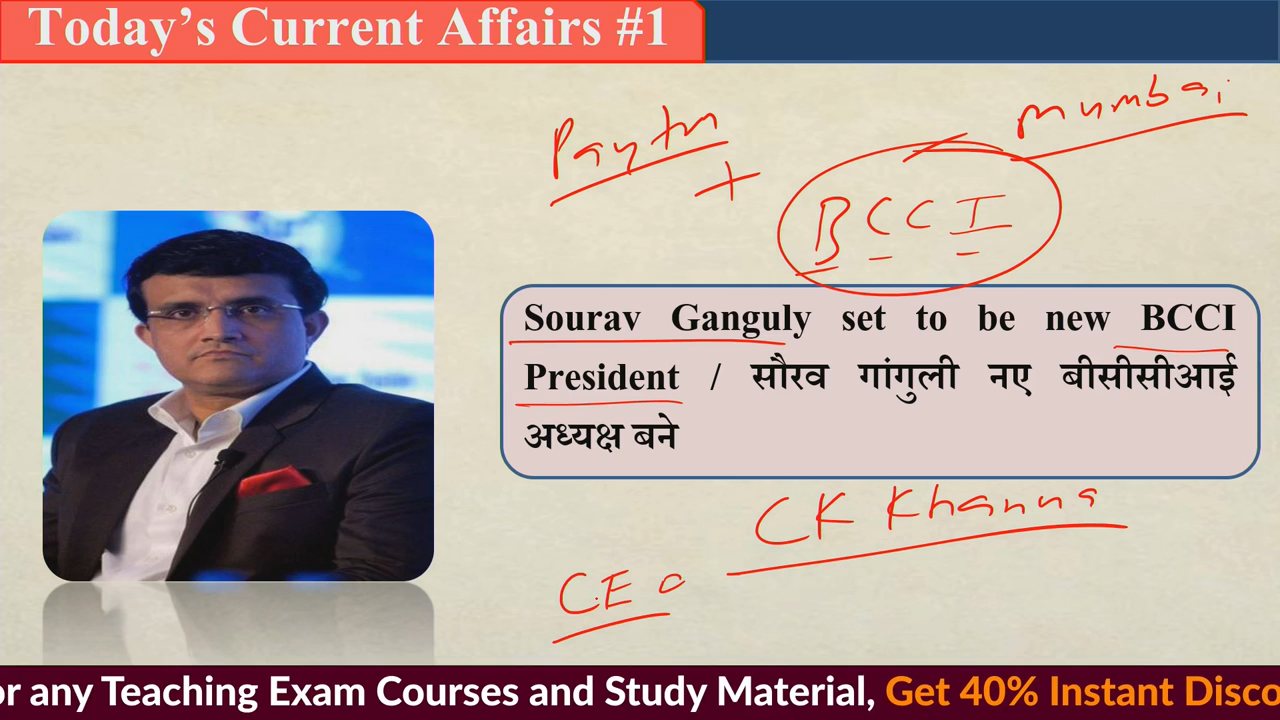 Today's Current Affairs #1
Paytm
+
Mumbai
BCCI
Sourav Ganguly set to be new BCCI
President / सौरव गांगुली नए बीसीसीआई
अध्यक्ष बने
CK Khanna
CEO
or any Teaching Exam Courses and Study Material, Get 40% Instant Disco